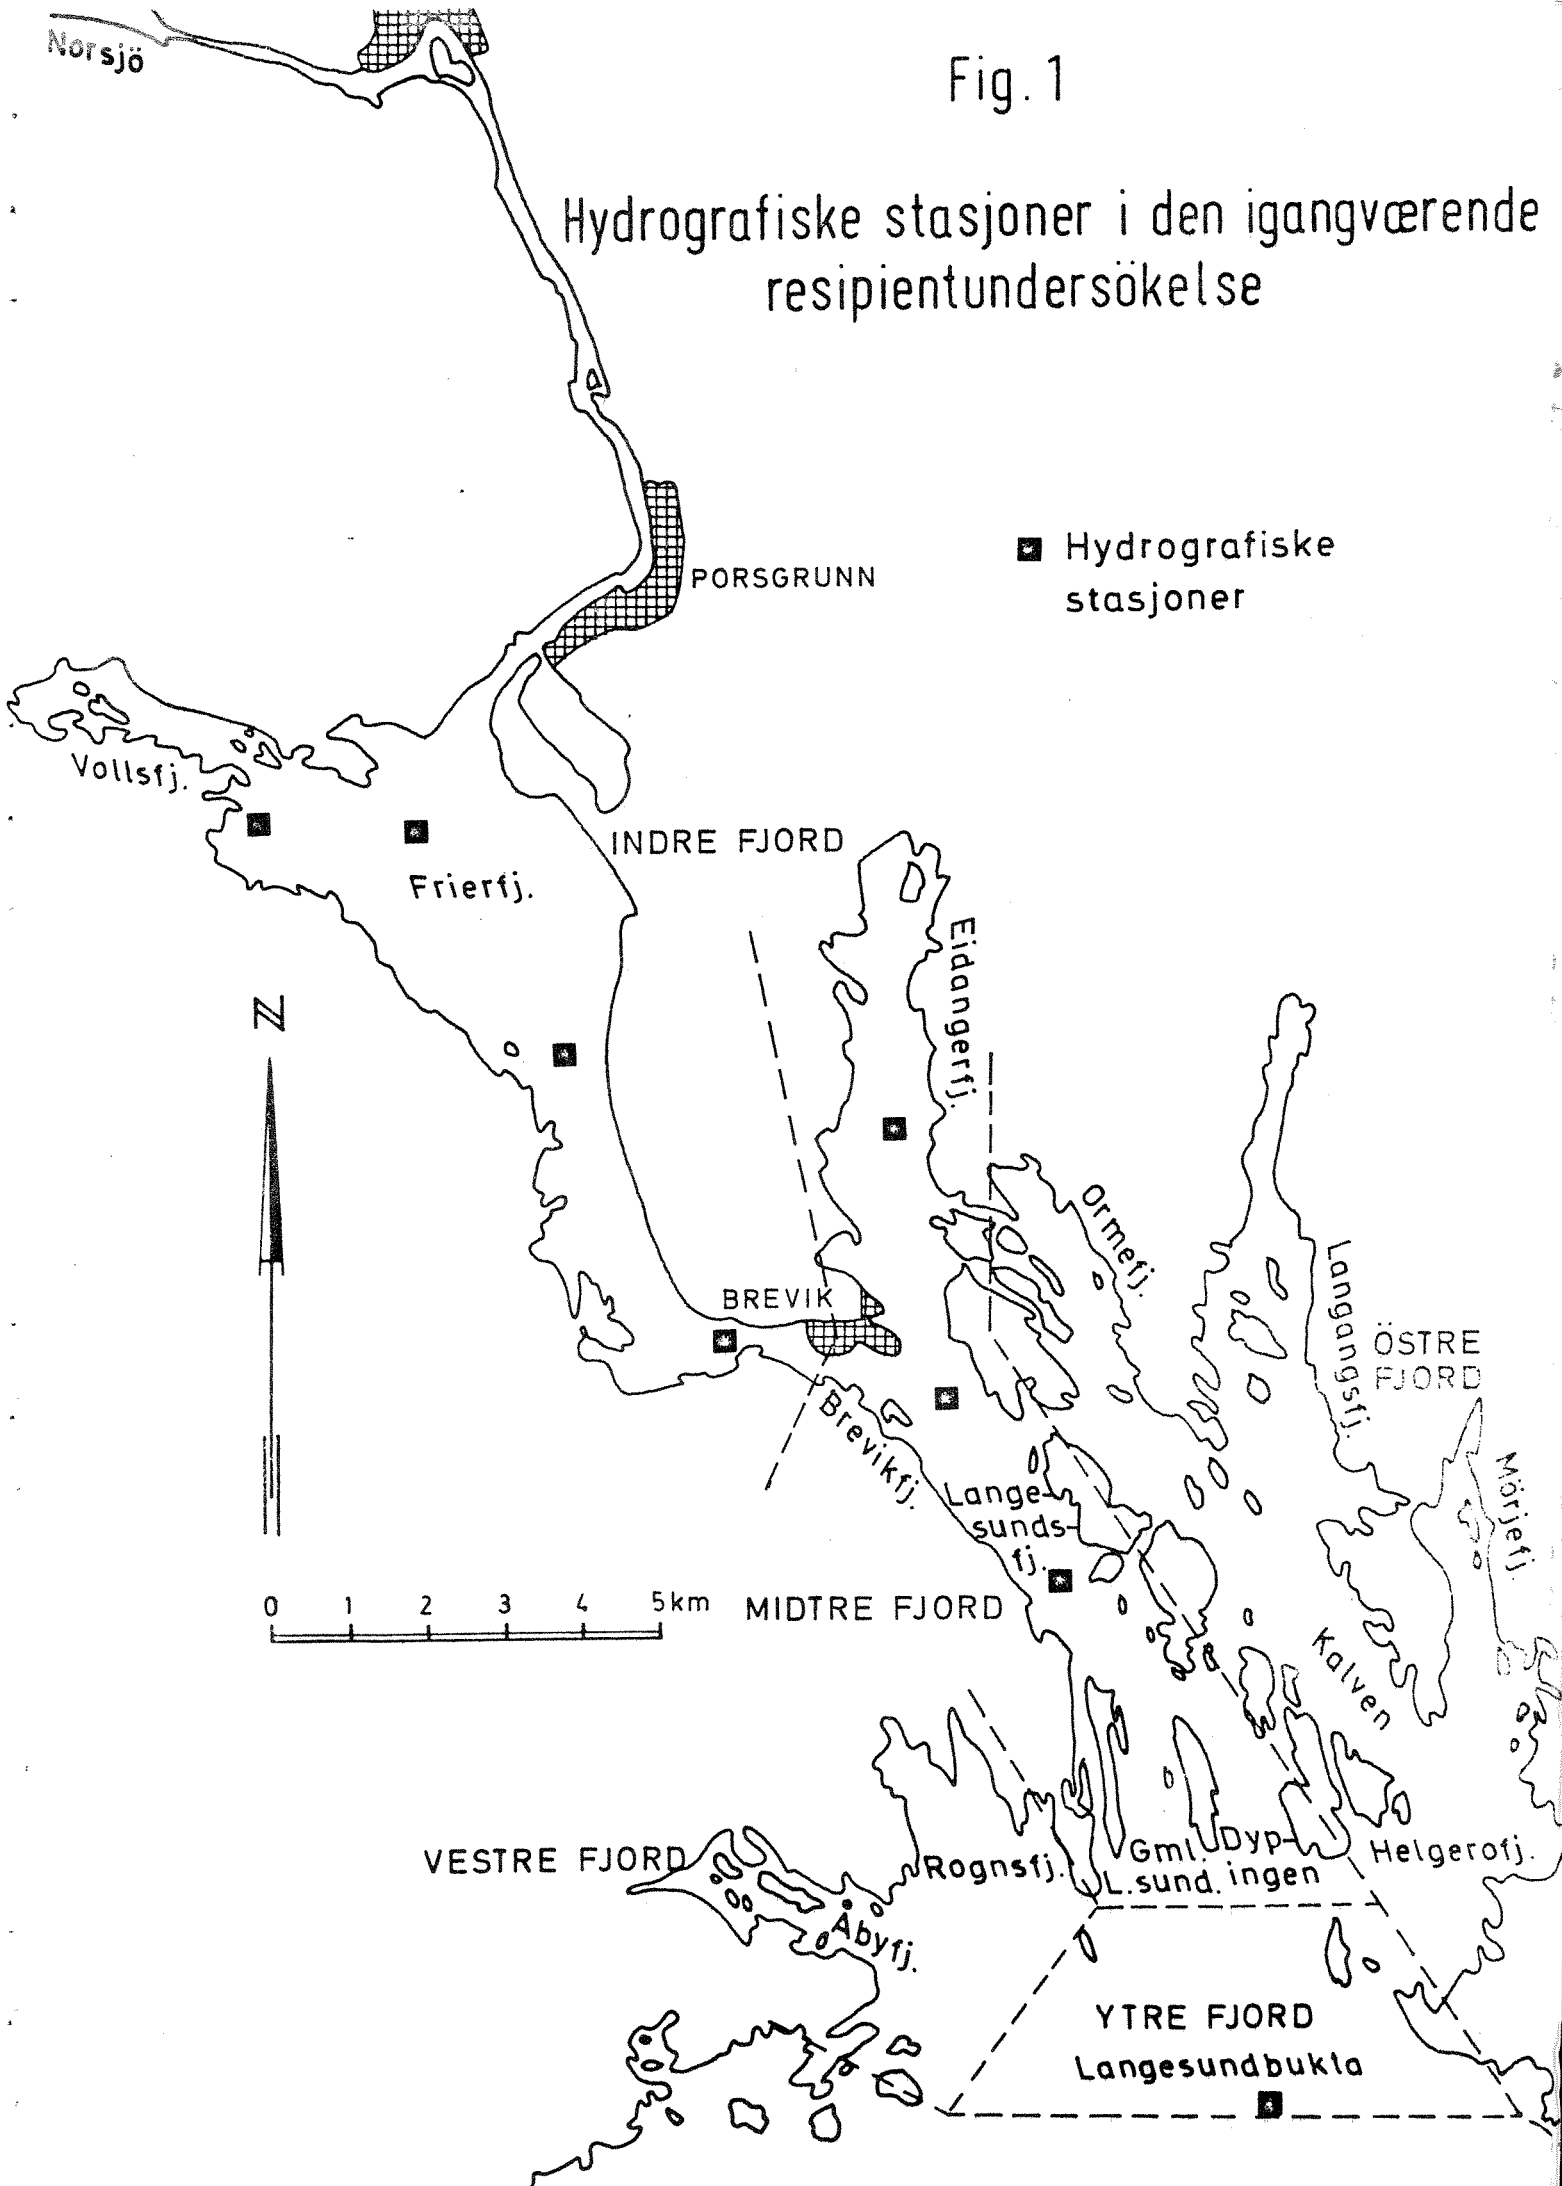 Norsjö
Fig. 1
Hydrografiske stasjoner i den igangværende
resipientundersökelse
Hydrografiske
stasjoner
PORSGRUNN
Vollsfj.
INDRE FJORD
Frierfj.
Eidangerfj.
N
Ormefj.
BREVIK
Langangsfj.
ÖSTRE
FJORD
Brevikfj.
Mörjefj.
Lange-
sunds-
fj.
0 1 2 3 4 5km
MIDTRE FJORD
Kalven
VESTRE FJORD
Rognsfj.
Gml.
L.sund.
Dyp-
ingen
Helgerofj.
Åbyfj.
YTRE FJORD
Langesundbukta